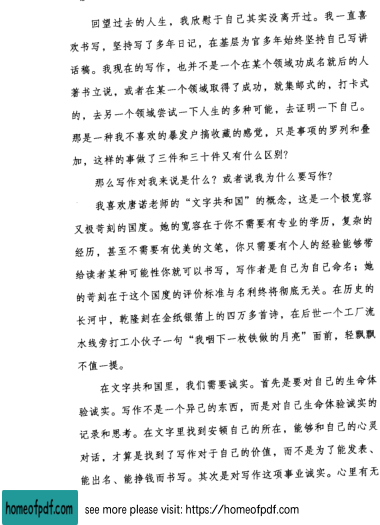 回望过去的人生，我欣慰于自己其实没离开过。我一直喜
欢书写，坚持写了多年日记，在基层为官多年始终坚持自己写讲
话稿。我现在的写作，也并不是一个在某个领域功成名就后的人
著书立说，或者在某一个领域取得了成功，就集邮式的，打卡式
的，去另一个领域尝试一下人生的多种可能，去证明一下自己。
那是一种我不喜欢的暴发户搞收藏的感觉，只是事项的罗列和叠
加，这样的事做了三件和三十件又有什么区别？
那么写作对我来说是什么？或者说我为什么要写作？
我喜欢唐诺老师的“文字共和国”的概念，这是一个极宽容
又极苛刻的国度。她的宽容在于你不需要有专业的学历，复杂的
经历，甚至不需要有优美的文笔，你只需要有个人的经验能够带
给读者某种可能性你就可以书写，写作者是自己为自己命名；她
的苛刻在于这个国度的评价标准与名利终将彻底无关。在历史的
长河中，乾隆刻在金纸银箔上的四万多首诗，在后世一个工厂流
水线旁打工小伙子一句“我咽下一枚铁做的月亮”面前，轻飘飘
不值一提。
在文字共和国里，我们需要诚实。首先是要对自己的生命体
验诚实。写作不是一个异己的东西，而是对自己生命体验诚实的
记录和思考。在文字里找到安顿自己的所在，能够和自己的心灵
对话，才算是找到了写作对于自己的价值，而不是为了能发表、
能出名、能挣钱而书写。其次是对写作这项事业诚实。心里有无
homeofpdf.com
see more please visit: https://homeofpdf.com